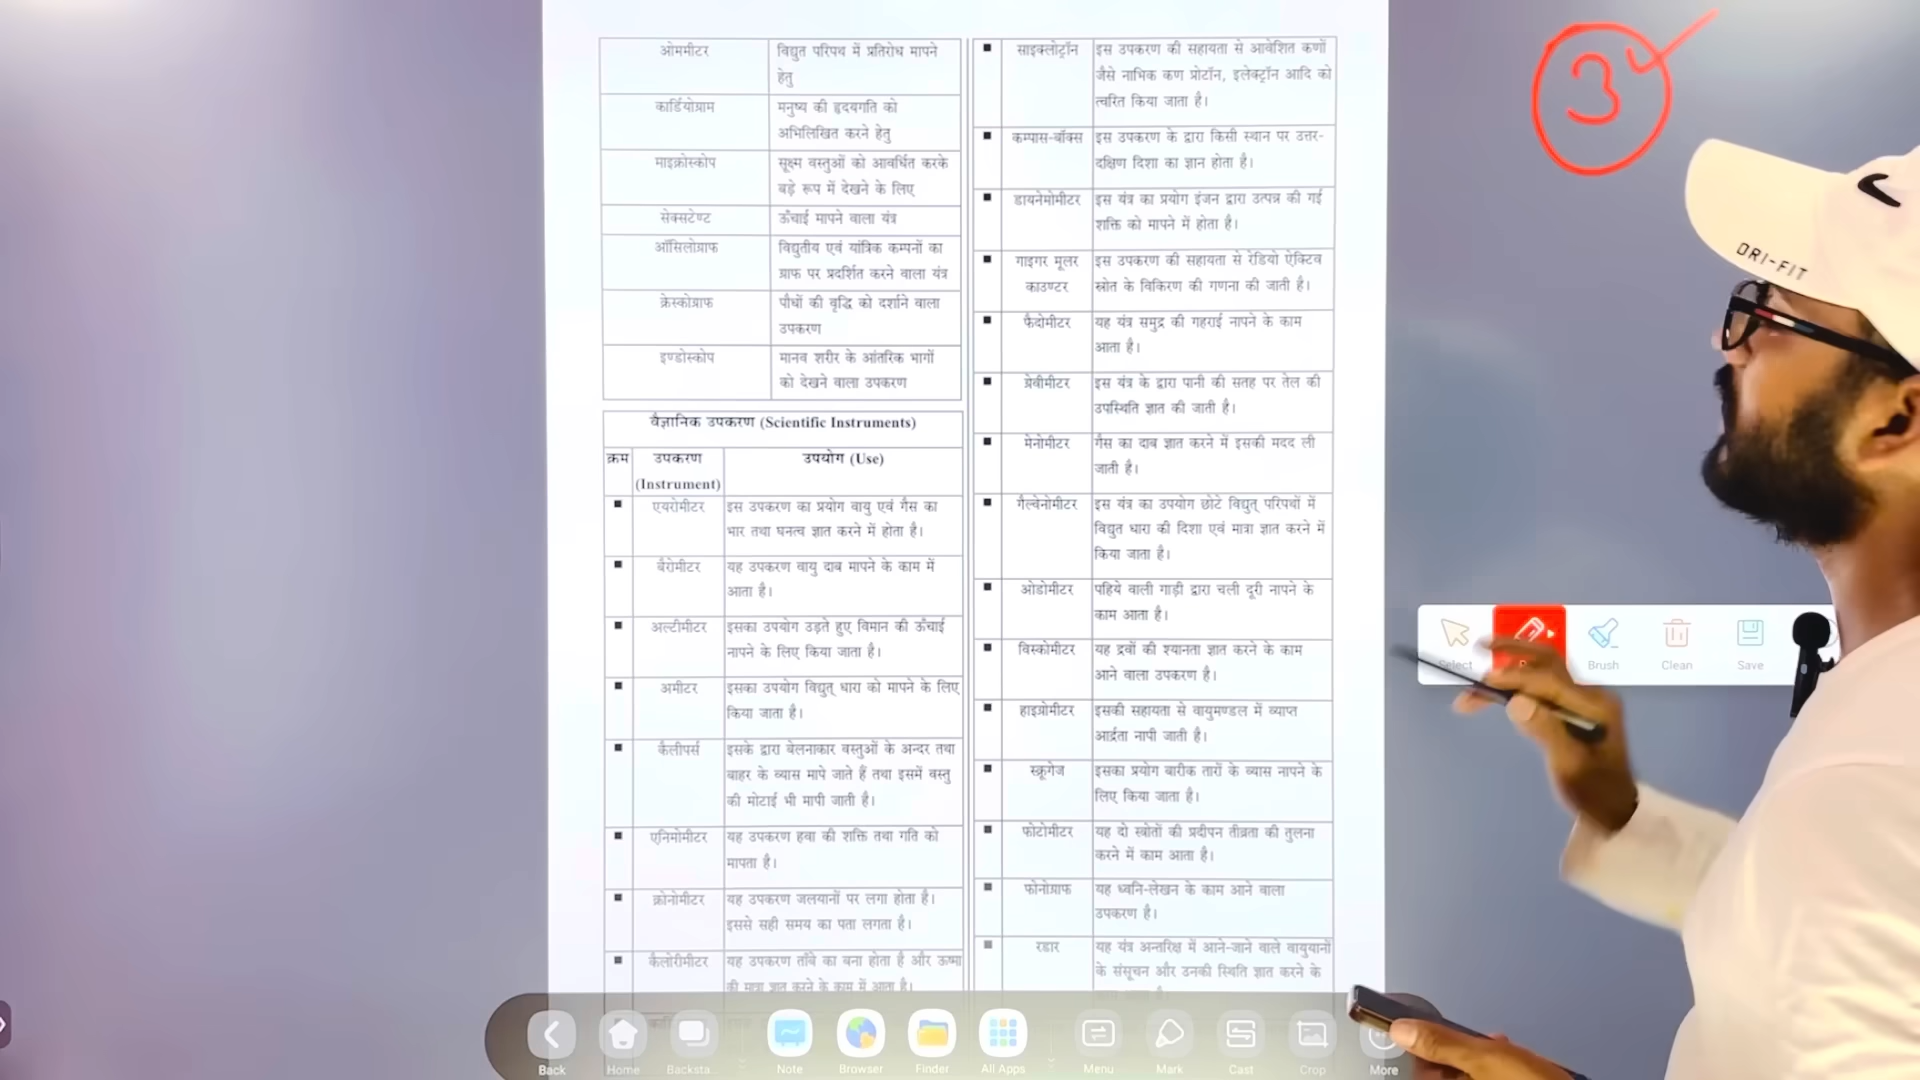 ओममीटर
विद्युत परिपथ में प्रतिरोध मापने
हेतु
कार्डियोग्राम
मनुष्य की हृदयगति को
अभिलिखित करने हेतु
माइक्रोस्कोप
सूक्ष्म वस्तुओं को आवर्धित करके
बड़े रूप में देखने के लिए
सेक्सटेण्ट
ऊँचाई मापने वाला यंत्र
ऑसिलोग्राफ
विद्युतीय एवं यांत्रिक कम्पनों का
ग्राफ पर प्रदर्शित करने वाला यंत्र
क्रेस्कोग्राफ
पौधों की वृद्धि को दर्शाने वाला
उपकरण
इण्डोस्कोप
मानव शरीर के आंतरिक भागों
को देखने वाला उपकरण
वैज्ञानिक उपकरण (Scientific Instruments)
क्रम उपकरण उपयोग (Use)
(Instrument)
एयरोमीटर
इस उपकरण का प्रयोग वायु एवं गैस का
भार तथा घनत्व ज्ञात करने में होता है।
बैरोमीटर
यह उपकरण वायु दाब मापने के काम में
आता है।
अल्टीमीटर
इसका उपयोग उड़ते हुए विमान की ऊँचाई
नापने के लिए किया जाता है।
अमीटर
इसका उपयोग विद्युत् धारा को मापने के लिए
किया जाता है।
कैलीपर्स
इसके द्वारा बेलनाकार वस्तुओं के अन्दर तथा
बाहर के व्यास मापे जाते हैं तथा इसमें वस्तु
की मोटाई भी मापी जाती है।
एनिमोमीटर
यह उपकरण हवा की शक्ति तथा गति को
मापता है।
क्रोनोमीटर
यह उपकरण जलयानों पर लगा होता है।
इससे सही समय का पता लगता है।
कैलोरीमीटर
यह उपकरण ताँबे का बना होता है और ऊष्मा
की मात्रा ज्ञात करने के काम में आता है।
साइक्लोट्रॉन
इस उपकरण की सहायता से आवेशित कणों
जैसे नाभिक कण प्रोटॉन, इलेक्ट्रॉन आदि को
त्वरित किया जाता है।
कम्पास-बॉक्स
इस उपकरण के द्वारा किसी स्थान पर उत्तर-
दक्षिण दिशा का ज्ञान होता है।
डायनेमोमीटर
इस यंत्र का प्रयोग इंजन द्वारा उत्पन्न की गई
शक्ति को मापने में होता है।
गाइगर मूलर
काउण्टर
इस उपकरण की सहायता से रेडियो ऐक्टिव
स्रोत के विकिरण की गणना की जाती है।
फैदोमीटर
यह यंत्र समुद्र की गहराई नापने के काम
आता है।
ग्रेवीमीटर
इस यंत्र के द्वारा पानी की सतह पर तेल की
उपस्थिति ज्ञात की जाती है।
मेनोमीटर
गैस का दाब ज्ञात करने में इसकी मदद ली
जाती है।
गैल्वेनोमीटर
इस यंत्र का उपयोग छोटे विद्युत् परिपथों में
विद्युत धारा की दिशा एवं मात्रा ज्ञात करने में
किया जाता है।
ओडोमीटर
पहिये वाली गाड़ी द्वारा चली दूरी नापने के
काम आता है।
विस्कोमीटर
यह द्रवों की श्यानता ज्ञात करने के काम
आने वाला उपकरण है।
हाइग्रोमीटर
इसकी सहायता से वायुमण्डल में व्याप्त
आर्द्रता नापी जाती है।
स्क्रूगेज
इसका प्रयोग बारीक तारों के व्यास नापने के
लिए किया जाता है।
फोटोमीटर
यह दो स्त्रोतों की प्रदीपन तीव्रता की तुलना
करने में काम आता है।
फोनोग्राफ
यह ध्वनि-लेखन के काम आने वाला
उपकरण है।
रडार
यह यंत्र अन्तरिक्ष में आने-जाने वाले वायुयानों
के संसूचन और उनकी स्थिति ज्ञात करने के
3
DRI-FIT
Select Brush Clean Save
Back Home Backsta... Note Browser Finder All Apps Menu Mark Cast Crop More